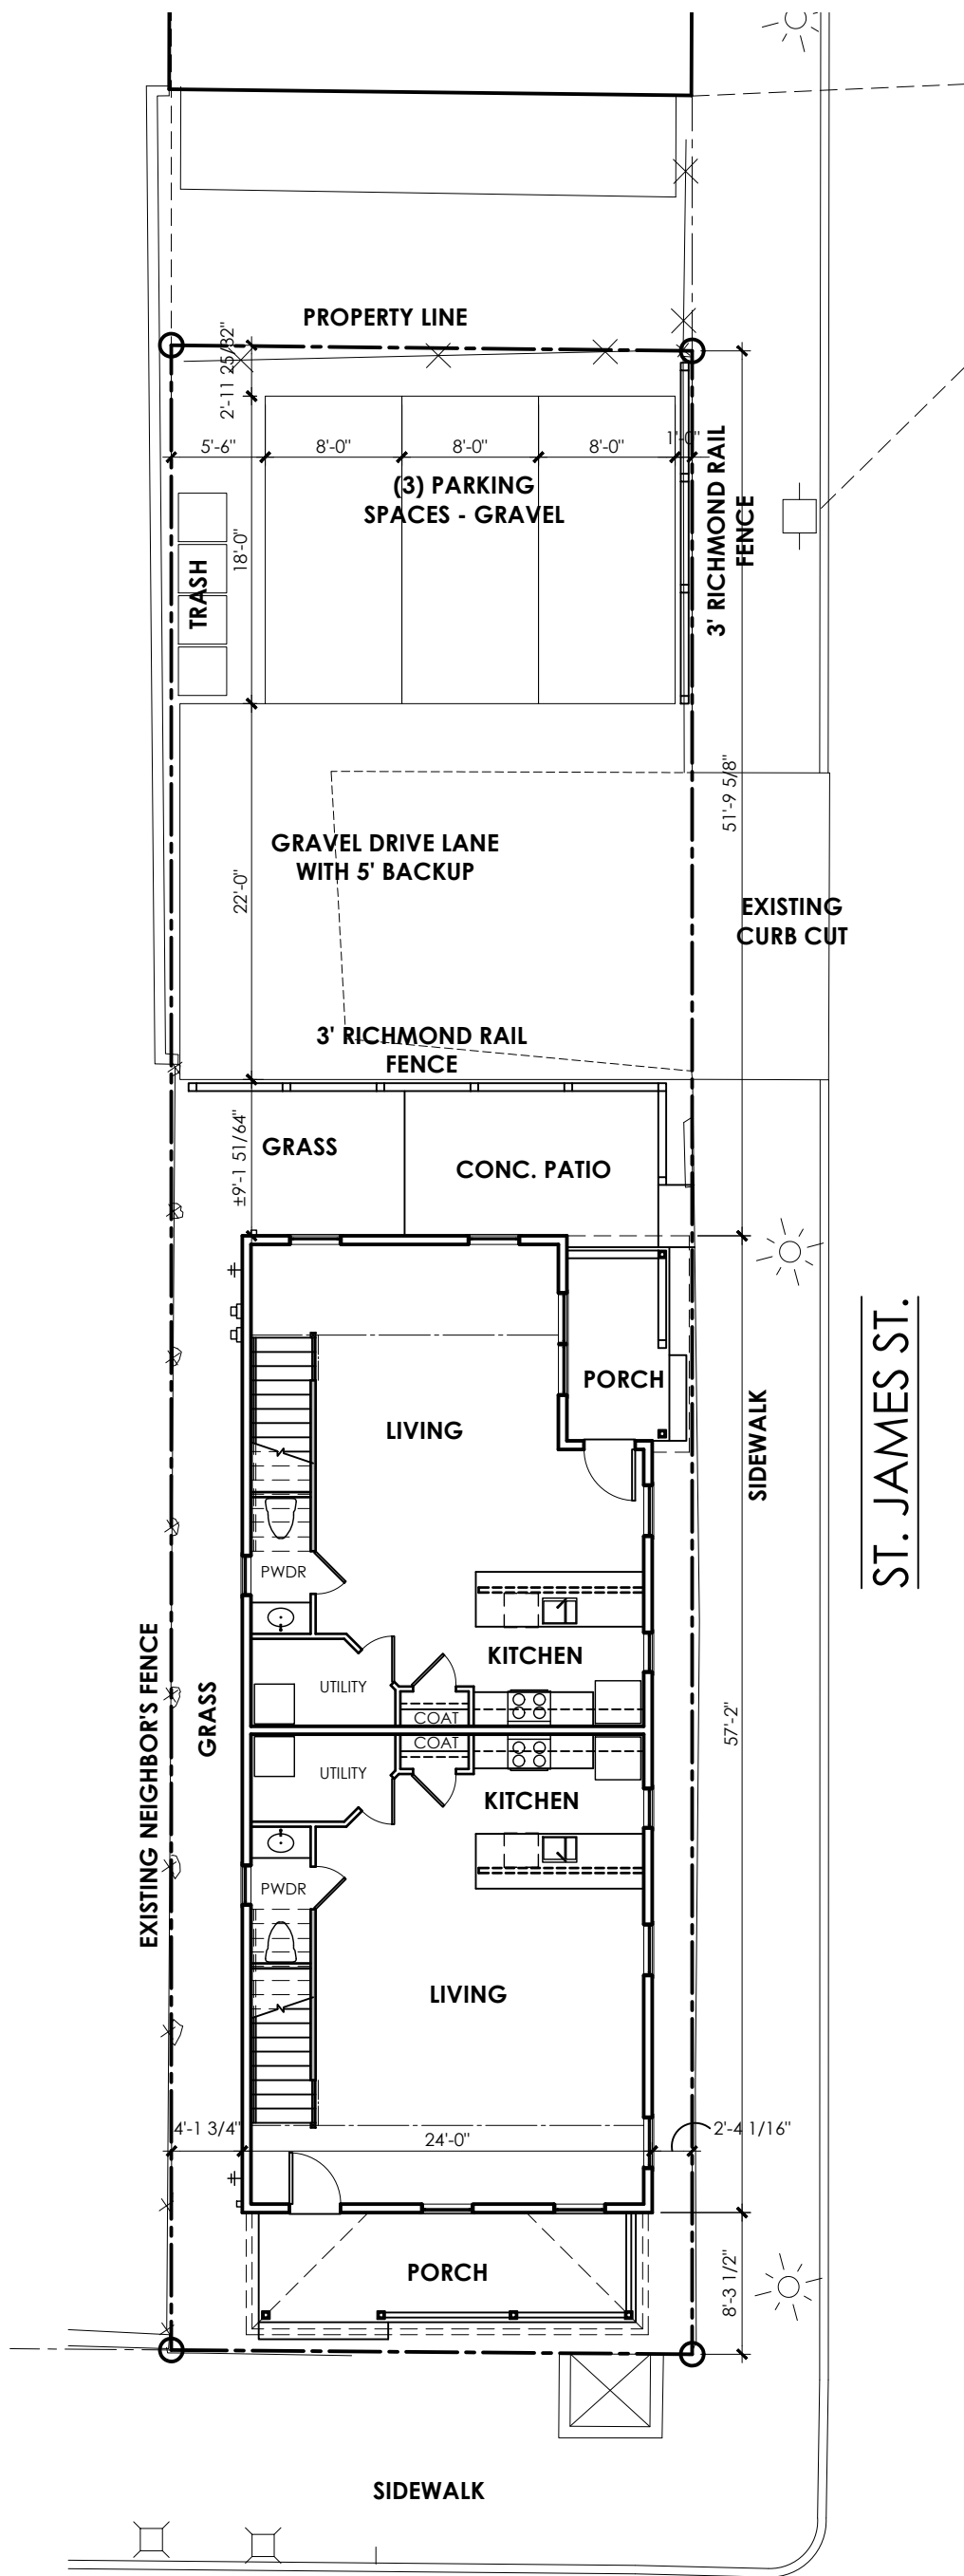 PROPERTY LINE
2'-11 25/32"
5'-6"
8'-0"
8'-0"
8'-0"
1'-0"
(3) PARKING
SPACES - GRAVEL
3' RICHMOND RAIL
FENCE
18'-0"
TRASH
51'-9 5/8"
GRAVEL DRIVE LANE
WITH 5' BACKUP
22'-0"
EXISTING
CURB CUT
3' RICHMOND RAIL
FENCE
±9'-1 51/64"
GRASS
CONC. PATIO
PORCH
LIVING
SIDEWALK
ST. JAMES ST.
PWDR
KITCHEN
UTILITY
COAT
EXISTING NEIGHBOR'S FENCE
GRASS
57'-2"
COAT
UTILITY
KITCHEN
PWDR
LIVING
4'-1 3/4"
24'-0"
2'-4 1/16"
PORCH
8'-3 1/2"
SIDEWALK